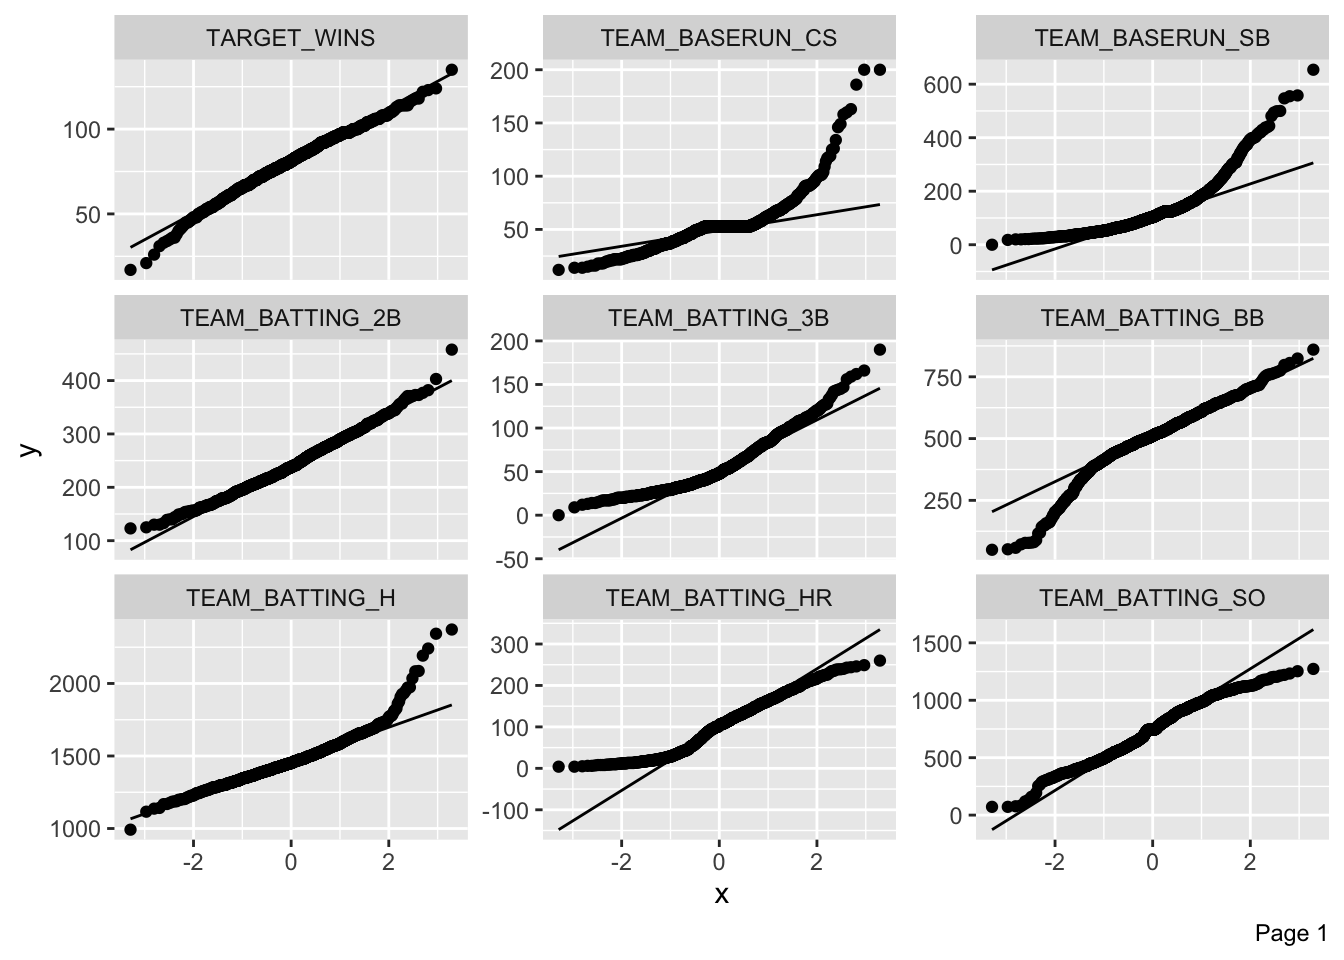 TARGET_WINS
TEAM_BASERUN_CS
TEAM_BASERUN_SB
100
50
200
150
100
50
600
400
200
0
TEAM_BATTING_2B
TEAM_BATTING_3B
TEAM_BATTING_BB
400
300
200
100
200
150
100
50
0
-50
750
500
250
TEAM_BATTING_H
TEAM_BATTING_HR
TEAM_BATTING_SO
2000
1500
1000
300
200
100
0
-100
1500
1000
500
0
-2 0 2
-2 0 2
-2 0 2
y
x
Page 1